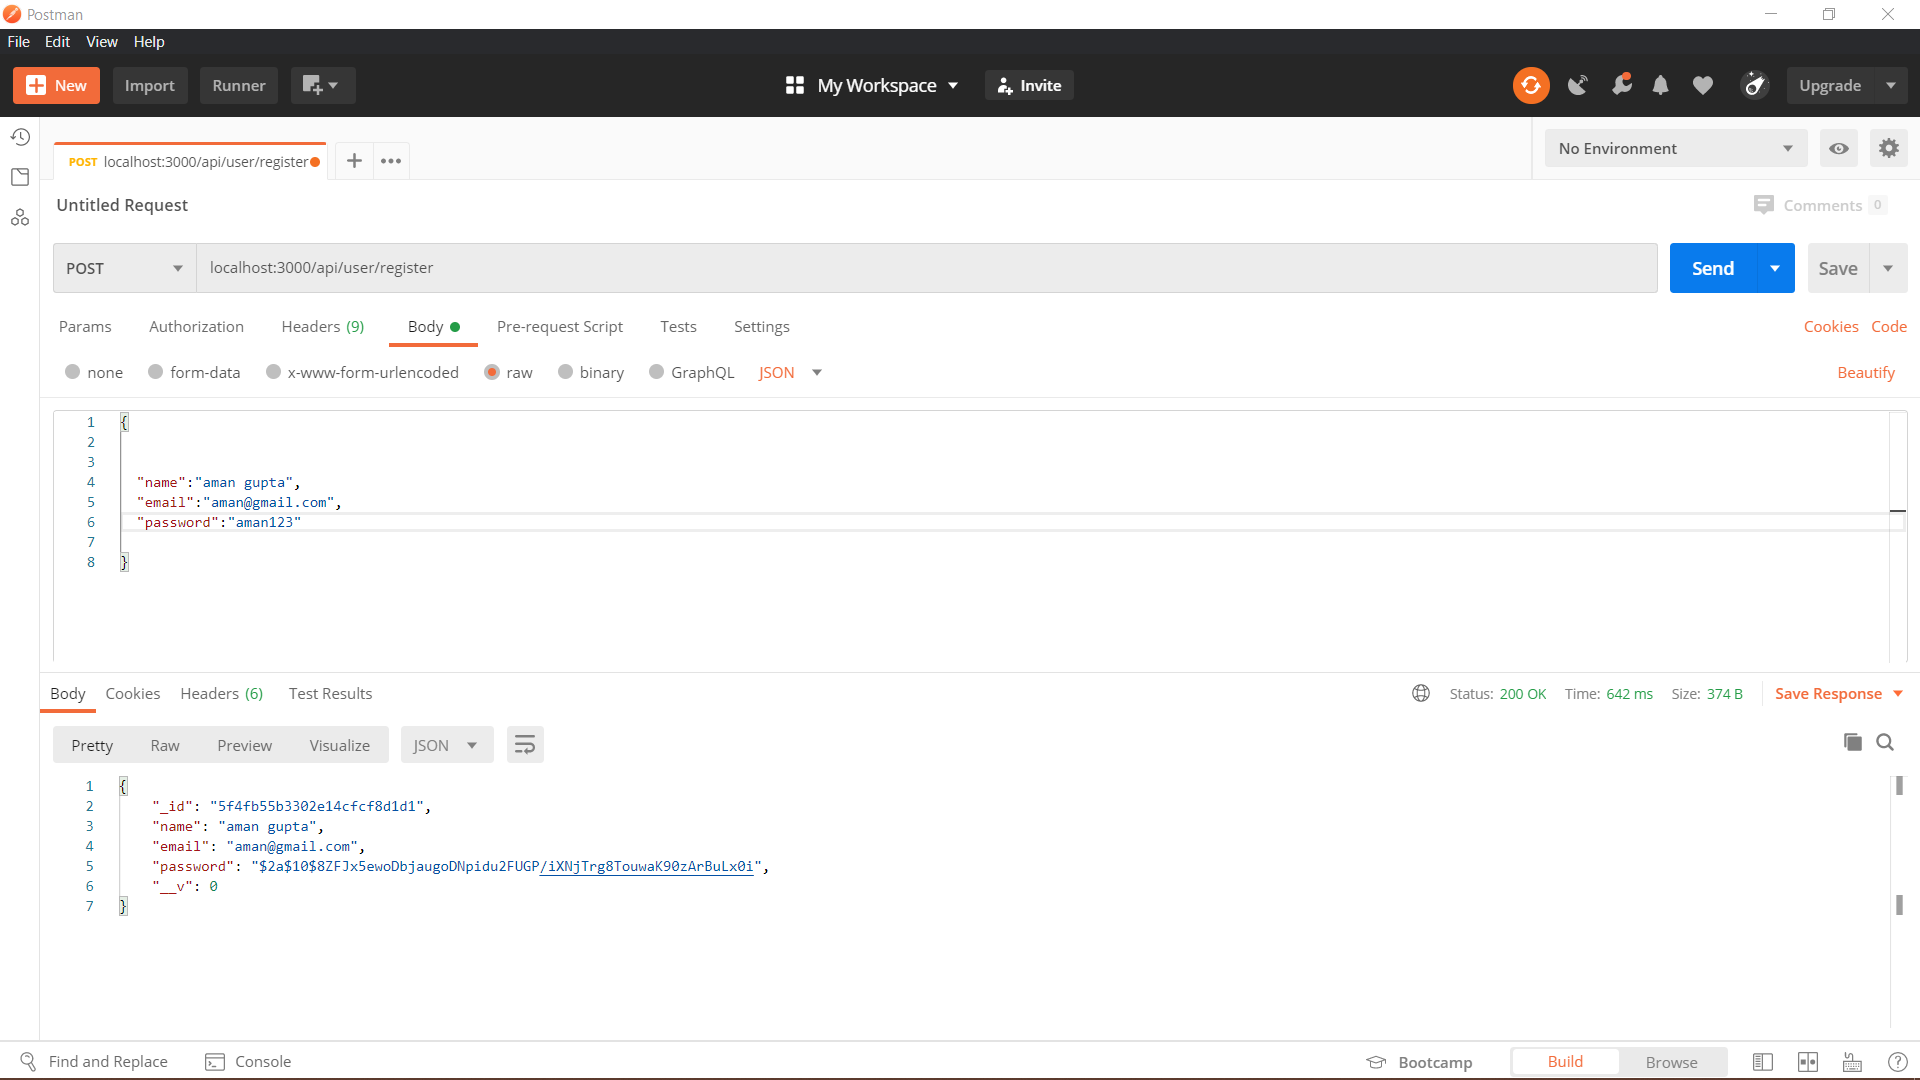 Postman
File Edit View Help
New Import Runner My Workspace Invite Upgrade
POST localhost:3000/api/user/register
No Environment
Untitled Request
Comments 0
POST localhost:3000/api/user/register Send Save
Params Authorization Headers (9) Body Pre-request Script Tests Settings Cookies Code
none form-data x-www-form-urlencoded raw binary GraphQL JSON Beautify
1 {
2
3
4 "name":"aman gupta",
5 "email":"aman@gmail.com",
6 "password":"aman123"
7
8 }
Body Cookies Headers (6) Test Results Status: 200 OK Time: 642 ms Size: 374 B Save Response
Pretty Raw Preview Visualize JSON
1 {
2 "_id": "5f4fb55b3302e14cfcf8d1d1",
3 "name": "aman gupta",
4 "email": "aman@gmail.com",
5 "password": "$2a$10$8ZFJx5ewoDbjaugoDNpidu2FUGP/iXNjTrg8TouwaK90zArBuLx0i",
6 "__v": 0
7 }
Find and Replace Console Bootcamp Build Browse